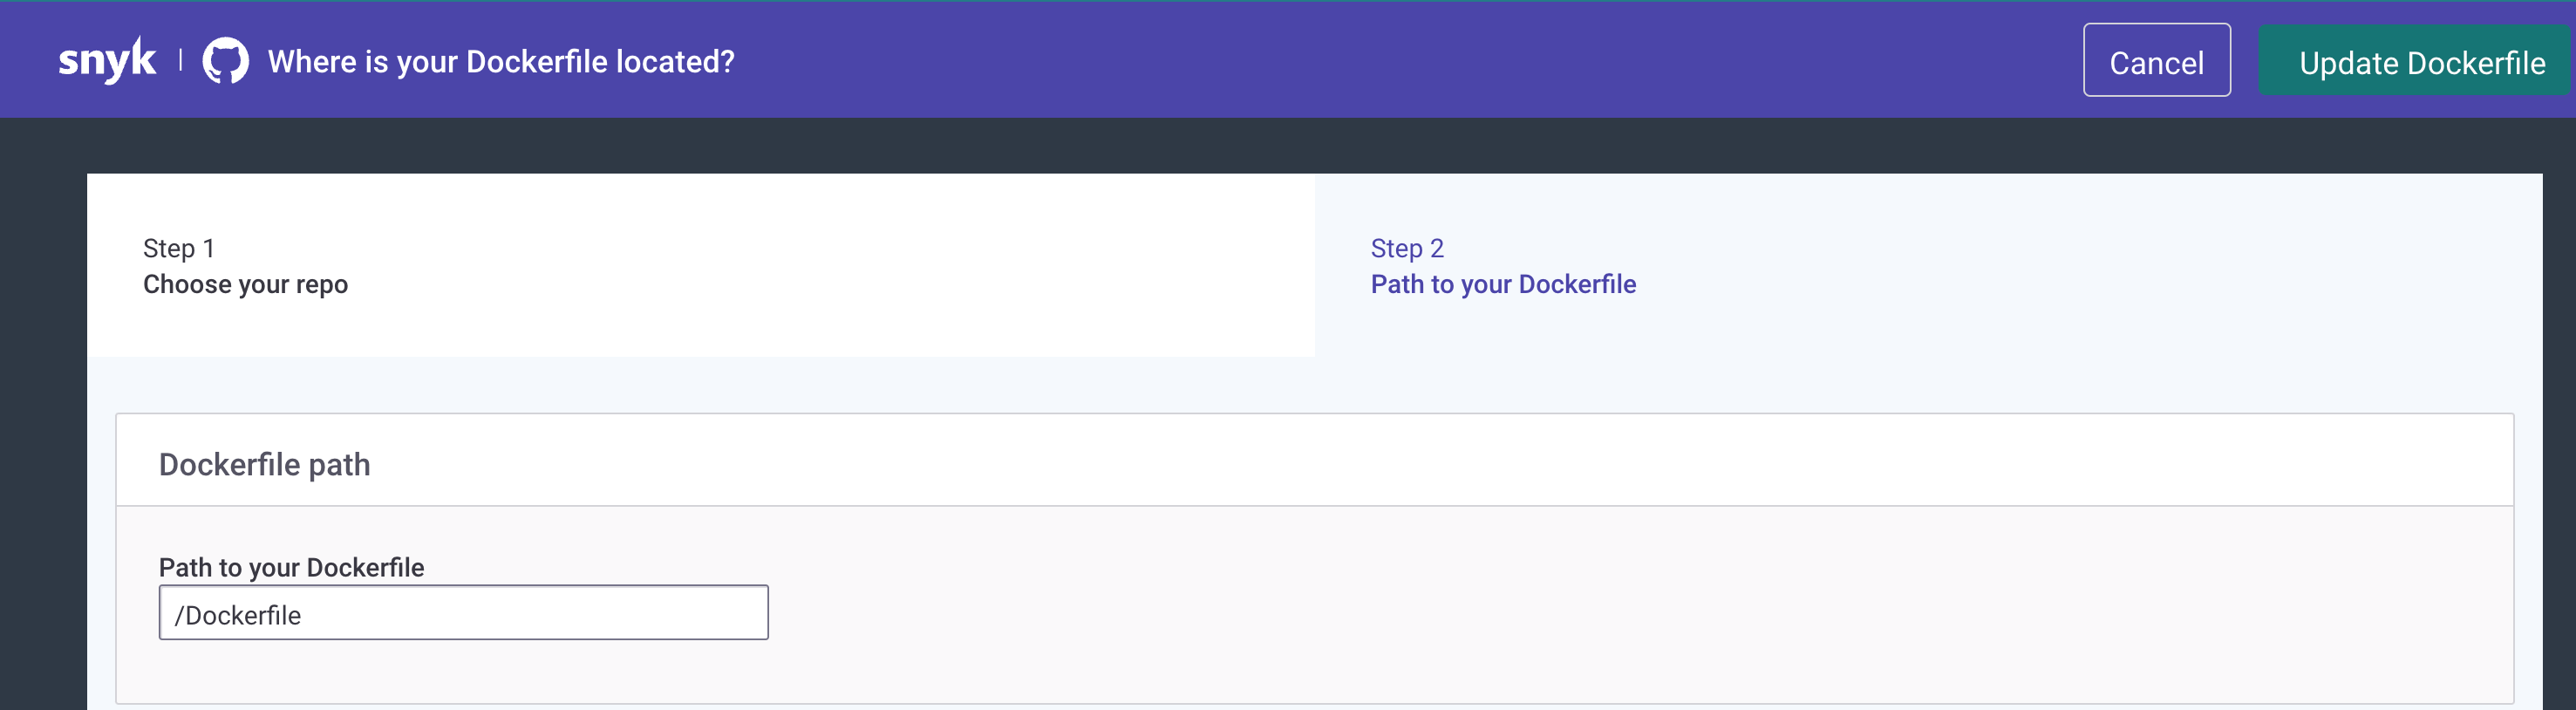 snyk | Where is your Dockerfile located?
Cancel
Update Dockerfile
Step 1
Choose your repo
Step 2
Path to your Dockerfile
Dockerfile path
Path to your Dockerfile
/Dockerfile